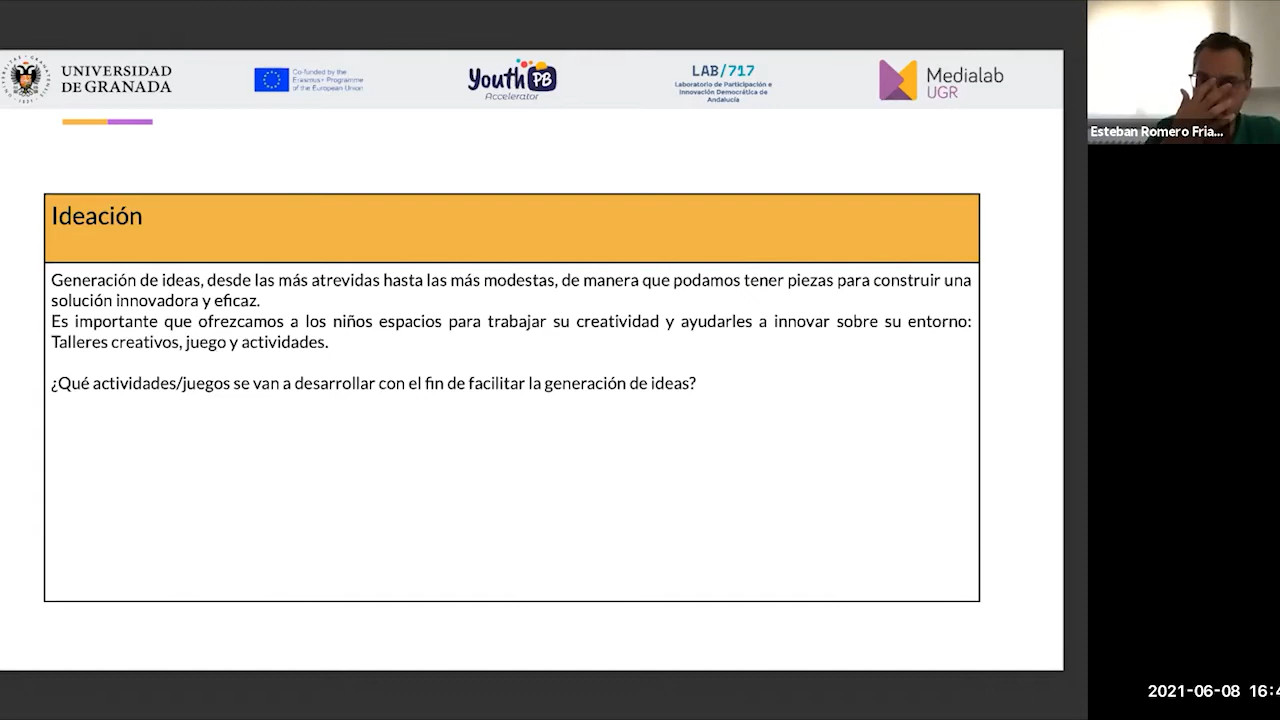 UNIVERSIDAD
DE GRANADA
Co-funded by the
Erasmus+ Programme
of the European Union
Youth PB
Accelerator
LAB/717
Laboratorio de Participación e
Innovación Democrática de
Andalucía
Medialab
UGR
Esteban Romero Fria...
Ideación
Generación de ideas, desde las más atrevidas hasta las más modestas, de manera que podamos tener piezas para construir una
solución innovadora y eficaz.
Es importante que ofrezcamos a los niños espacios para trabajar su creatividad y ayudarles a innovar sobre su entorno:
Talleres creativos, juego y actividades.
¿Qué actividades/juegos se van a desarrollar con el fin de facilitar la generación de ideas?
2021-06-08 16:4